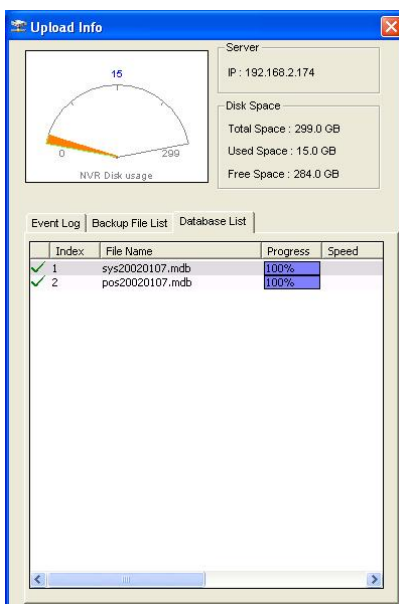 Upload Info
15
0
299
NVR Disk usage
Server
IP : 192.168.2.174
Disk Space
Total Space : 299.0 GB
Used Space : 15.0 GB
Free Space : 284.0 GB
Event Log Backup File List Database List
Index File Name Progress Speed
1 sys20020107.mdb 100%
2 pos20020107.mdb 100%